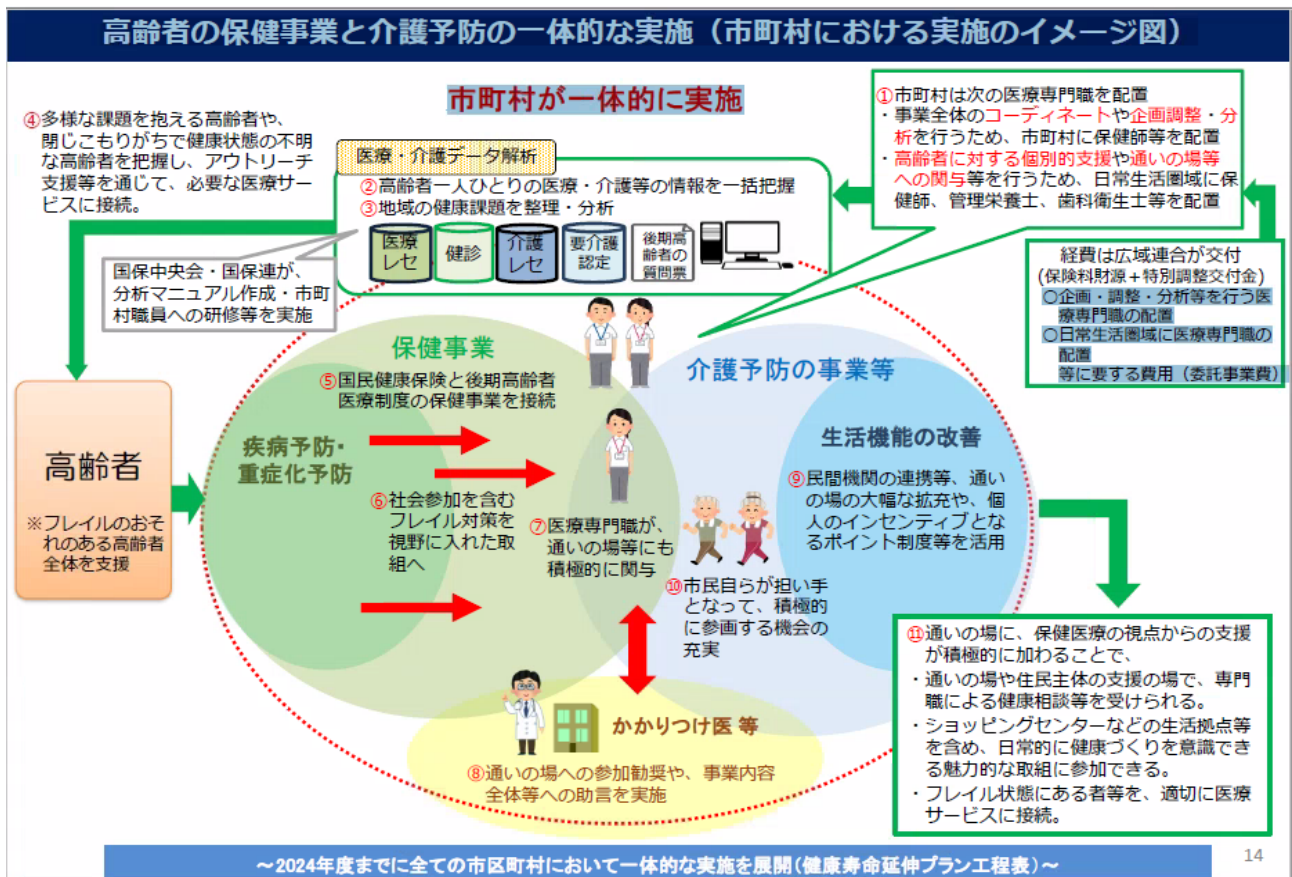 高齢者の保健事業と介護予防の一体的な実施（市町村における実施のイメージ図）
市町村が一体的に実施
④多様な課題を抱える高齢者や、
閉じこもりがちで健康状態の不明
な高齢者を把握し、アウトリーチ
支援等を通じて、必要な医療サー
ビスに接続。
医療・介護データ解析
②高齢者一人ひとりの医療・介護等の情報を一括把握
③地域の健康課題を整理・分析
医療
レセ
健診
介護
レセ
要介護
認定
後期高
齢者の
質問票
①市町村は次の医療専門職を配置
・事業全体のコーディネートや企画調整・分
析を行うため、市町村に保健師等を配置
・高齢者に対する個別的支援や通いの場等
への関与等を行うため、日常生活圏域に保
健師、管理栄養士、歯科衛生士等を配置
経費は広域連合が交付
(保険料財源＋特別調整交付金)
○企画・調整・分析等を行う医
療専門職の配置
○日常生活圏域に医療専門職の
配置
等に要する費用（委託事業費）
国保中央会・国保連が、
分析マニュアル作成・市町
村職員への研修等を実施
高齢者
※フレイルのおそ
れのある高齢者
全体を支援
保健事業
⑤国民健康保険と後期高齢者
医療制度の保健事業を接続
疾病予防・
重症化予防
⑥社会参加を含む
フレイル対策を
視野に入れた取
組へ
⑦医療専門職が、
通いの場等にも
積極的に関与
介護予防の事業等
生活機能の改善
⑨民間機関の連携等、通い
の場の大幅な拡充や、個
人のインセンティブとな
るポイント制度等を活用
⑩市民自らが担い手
となって、積極的
に参画する機会の
充実
かかりつけ医 等
⑧通いの場への参加勧奨や、事業内容
全体等への助言を実施
⑪通いの場に、保健医療の視点からの支援
が積極的に加わることで、
・通いの場や住民主体の支援の場で、専門
職による健康相談等を受けられる。
・ショッピングセンターなどの生活拠点等
を含め、日常的に健康づくりを意識でき
る魅力的な取組に参加できる。
・フレイル状態にある者等を、適切に医療
サービスに接続。
～2024年度までに全ての市区町村において一体的な実施を展開(健康寿命延伸プラン工程表)～
14